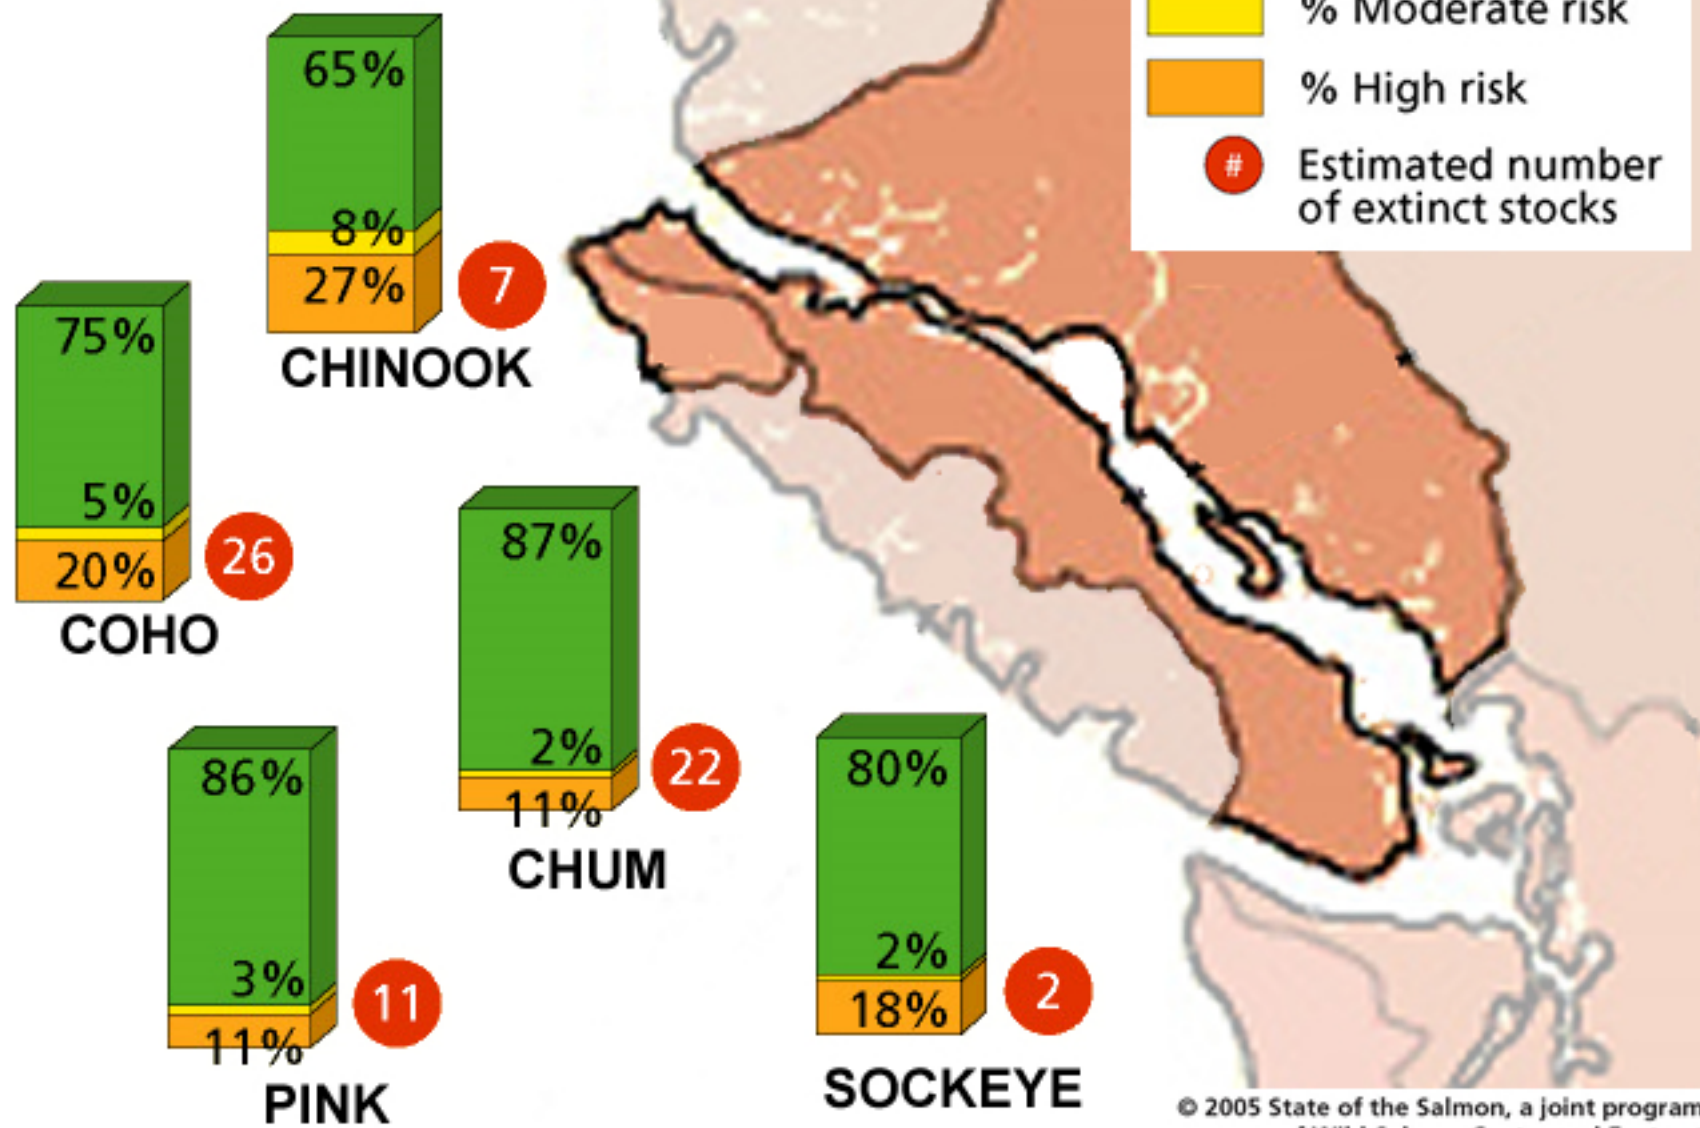 65%
8%
27%
7
CHINOOK
75%
5%
20%
26
COHO
87%
2%
11%
22
CHUM
86%
3%
11%
11
PINK
80%
2%
18%
2
SOCKEYE
% Moderate risk
% High risk
# Estimated number
of extinct stocks
© 2005 State of the Salmon, a joint program